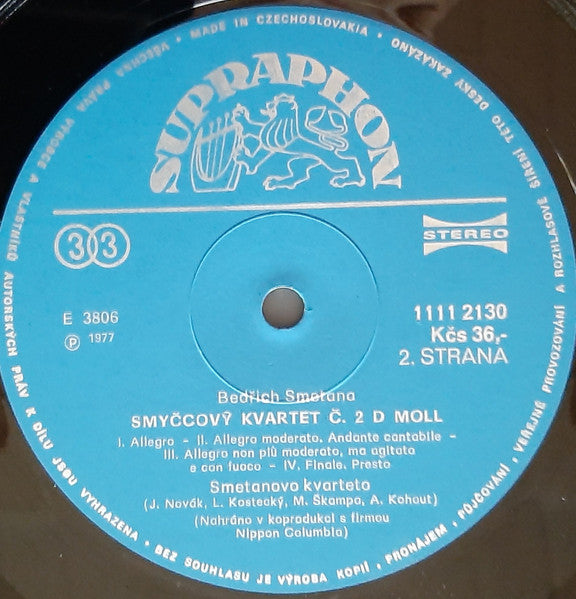 MADE IN CZECHOSLOVAKIA · VŠECHNA PRÁVA VÝROBCE A VLASTNÍKŮ AUTORSKÝCH PRÁV K DÍLU JSOU VYHRAZENA · BEZ SOUHLASU JE VÝROBA KOPIÍ, PRONÁJEM, PŮJČOVÁNÍ, VEŘEJNÉ PROVOZOVÁNÍ A ROZHLASOVÉ ŠÍŘENÍ TÉTO DESKY ZAKÁZÁNO
SUPRAPHON
33
STEREO
E 3806
℗ 1977
1111 2130
Kčs 36,-
2. STRANA
Bedřich Smetana
SMYČCOVÝ KVARTET Č. 2 D MOLL
I. Allegro – II. Allegro moderato. Andante cantabile –
III. Allegro non più moderato, ma agitato
e con fuoco – IV. Finale. Presto
Smetanovo kvarteto
(J. Novák, L. Kostecký, M. Škampa, A. Kohout)
(Nahráno v koprodukci s firmou
Nippon Columbia)